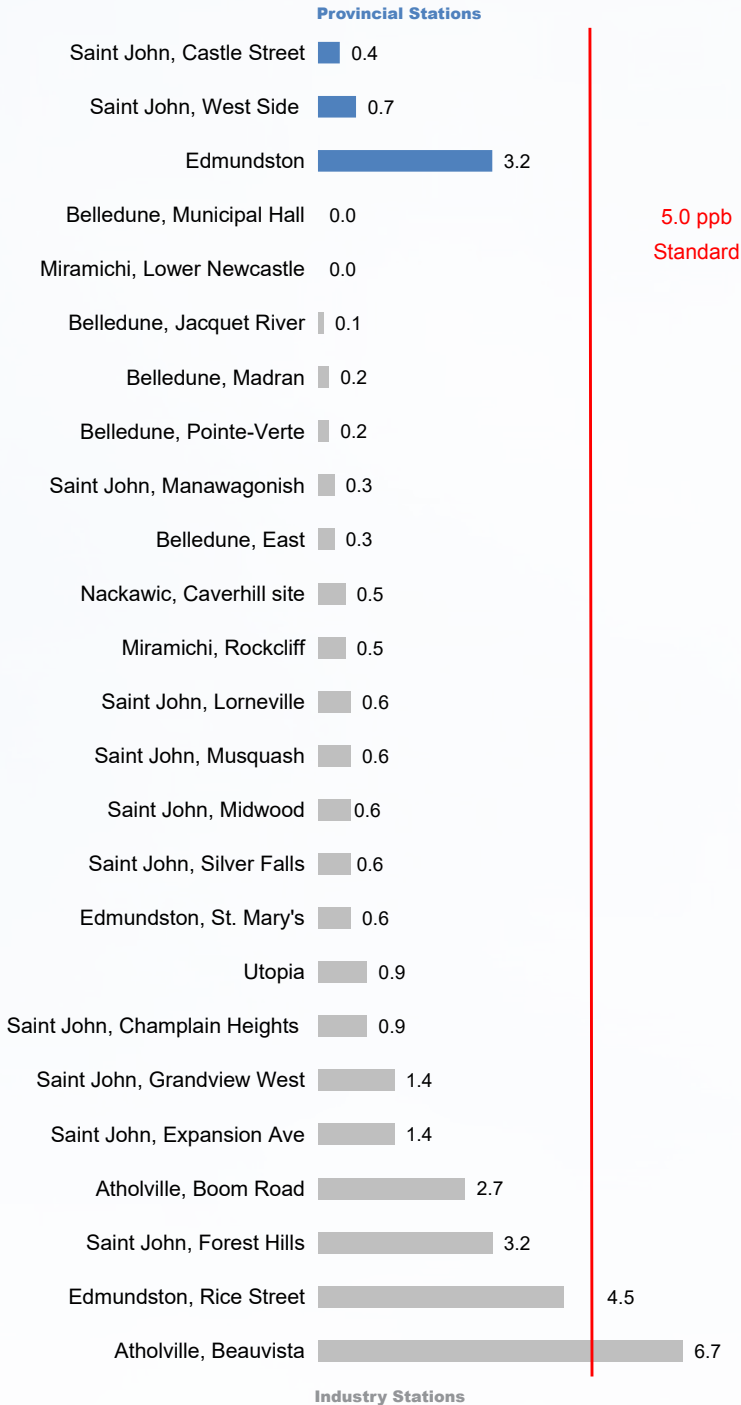 Provincial Stations
Saint John, Castle Street 0.4
Saint John, West Side 0.7
Edmundston 3.2
Belledune, Municipal Hall 0.0
5.0 ppb
Standard
Miramichi, Lower Newcastle 0.0
Belledune, Jacquet River 0.1
Belledune, Madran 0.2
Belledune, Pointe-Verte 0.2
Saint John, Manawagonish 0.3
Belledune, East 0.3
Nackawic, Caverhill site 0.5
Miramichi, Rockcliff 0.5
Saint John, Lorneville 0.6
Saint John, Musquash 0.6
Saint John, Midwood 0.6
Saint John, Silver Falls 0.6
Edmundston, St. Mary's 0.6
Utopia 0.9
Saint John, Champlain Heights 0.9
Saint John, Grandview West 1.4
Saint John, Expansion Ave 1.4
Atholville, Boom Road 2.7
Saint John, Forest Hills 3.2
Edmundston, Rice Street 4.5
Atholville, Beauvista 6.7
Industry Stations